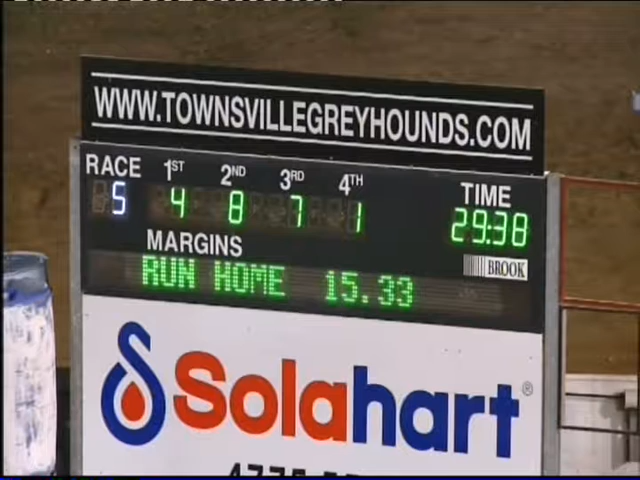 WWW.TOWNSVILLEGREYHOUNDS.COM
RACE 1ST 2ND 3RD 4TH TIME
5 4 8 7 1 29:38
MARGINS BROOK
RUN HOME 15.33
Solahart®